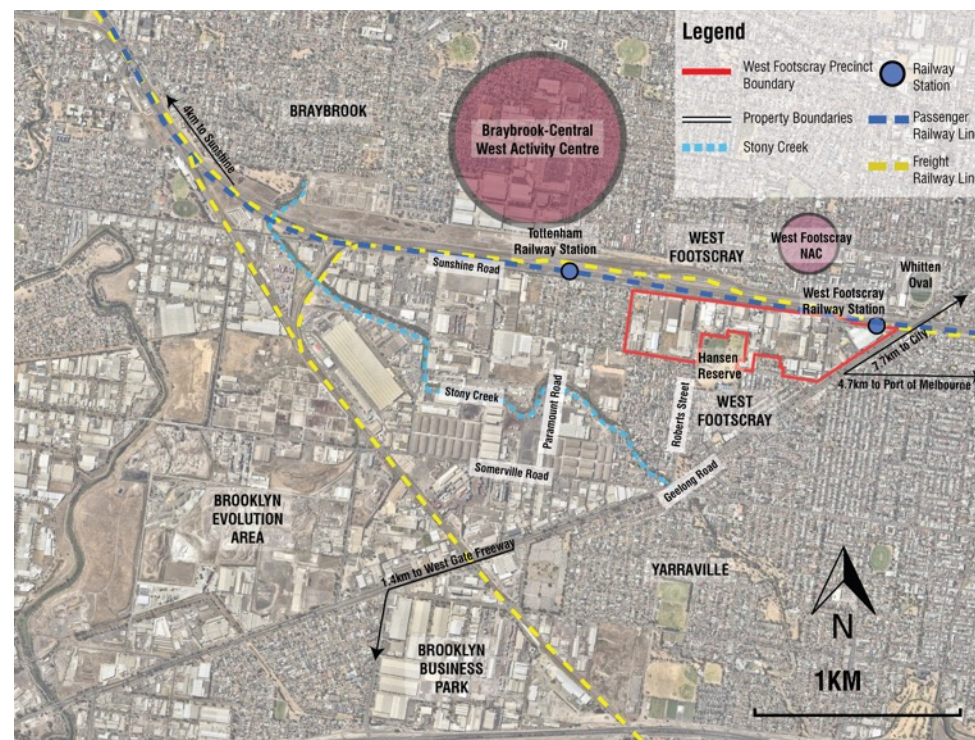 Legend
West Footscray Precinct
Boundary
Railway
Station
Property Boundaries
Passenger
Railway Lin
Stony Creek
Freight
Railway Lin
BRAYBROOK
4km to Sunshine
Braybrook-Central
West Activity Centre
Tottenham
Railway Station
WEST
FOOTSCRAY
West Footscray
NAC
Whitten
Oval
Sunshine Road
West Footscray
Railway Station
7.7km to City
4.7km to Port of Melbourne
Hansen
Reserve
WEST
FOOTSCRAY
Roberts Street
Paramount Road
Stony Creek
Somerville Road
Geelong Road
BROOKLYN
EVOLUTION
AREA
1.4km to West Gate Freeway
YARRAVILLE
BROOKLYN
BUSINESS
PARK
N
1KM